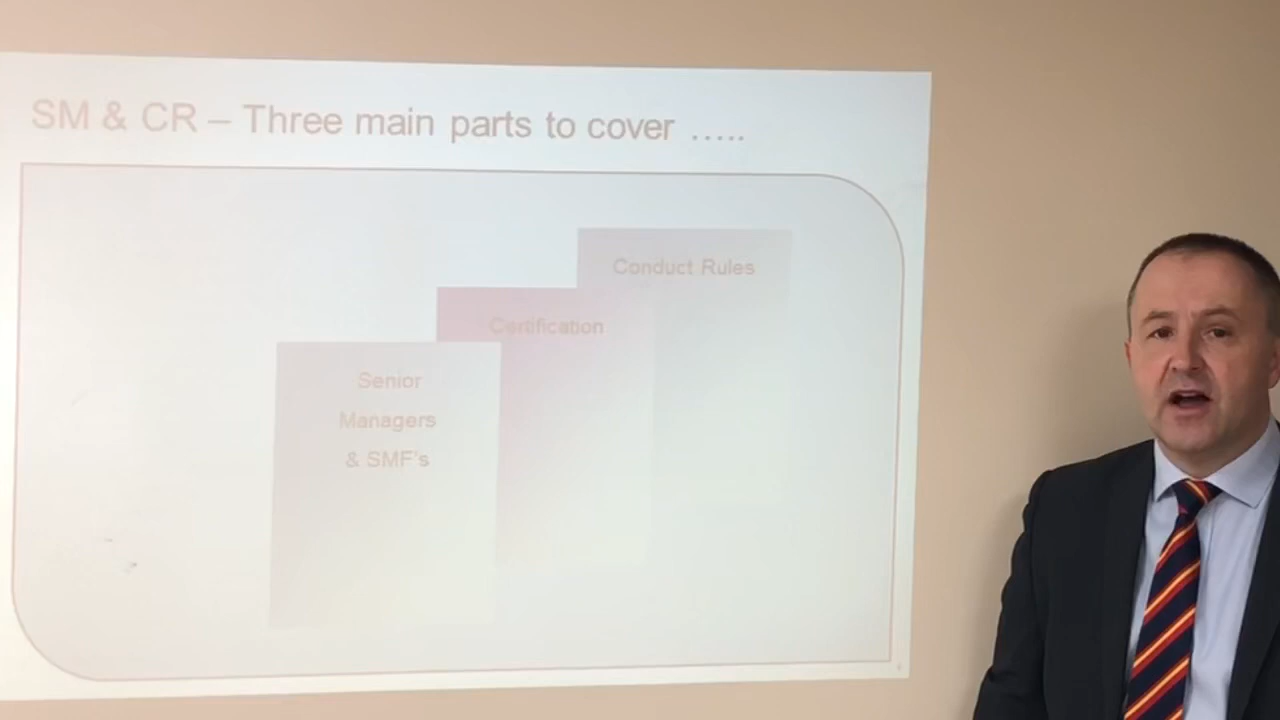 SM & CR – Three main parts to cover …..
Conduct Rules
Certification
Senior
Managers
& SMF's